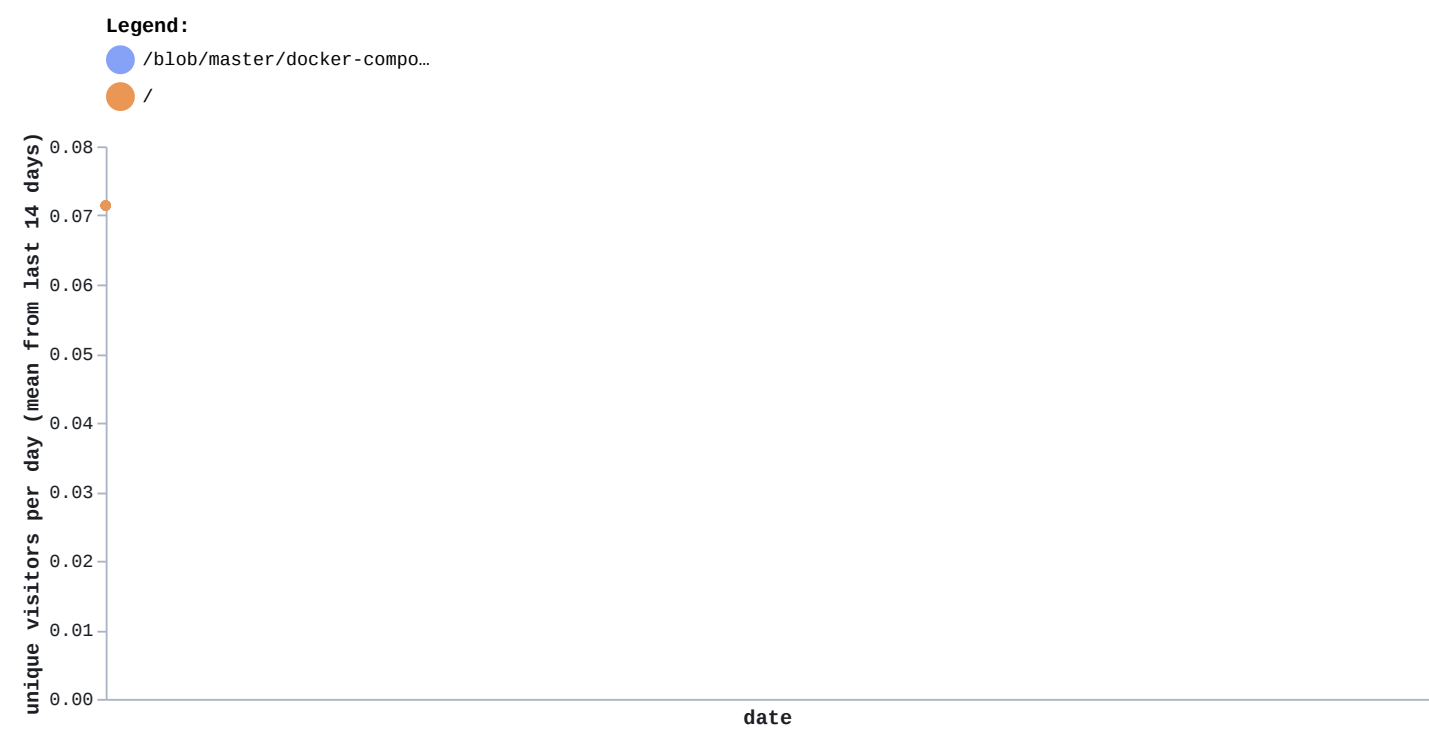 Legend:
/blob/master/docker-compo…
/
unique visitors per day (mean from last 14 days)
0.08
0.07
0.06
0.05
0.04
0.03
0.02
0.01
0.00
date